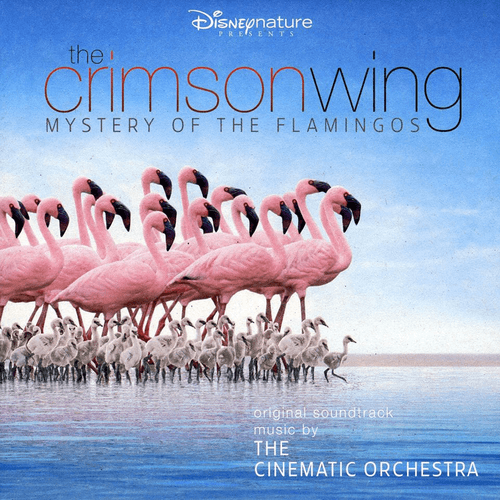 Disneynature
PRESENTS
the
crimsonwing
MYSTERY OF THE FLAMINGOS
original soundtrack
music by
THE
CINEMATIC ORCHESTRA